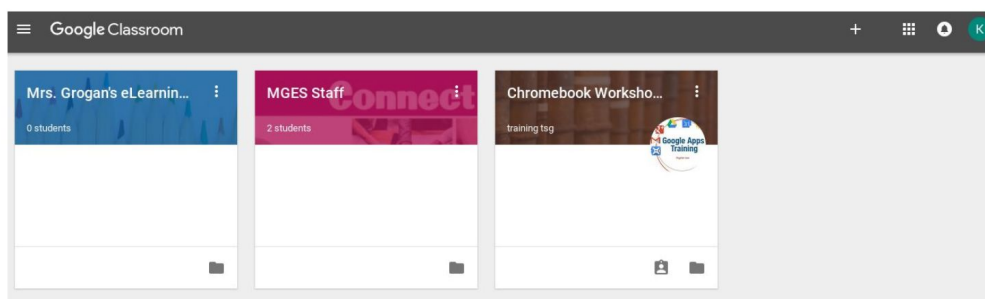 Google Classroom
K
Mrs. Grogan's eLearnin...
0 students
MGES Staff
Connect
2 students
Chromebook Worksho...
training tsg
Google Apps
Training